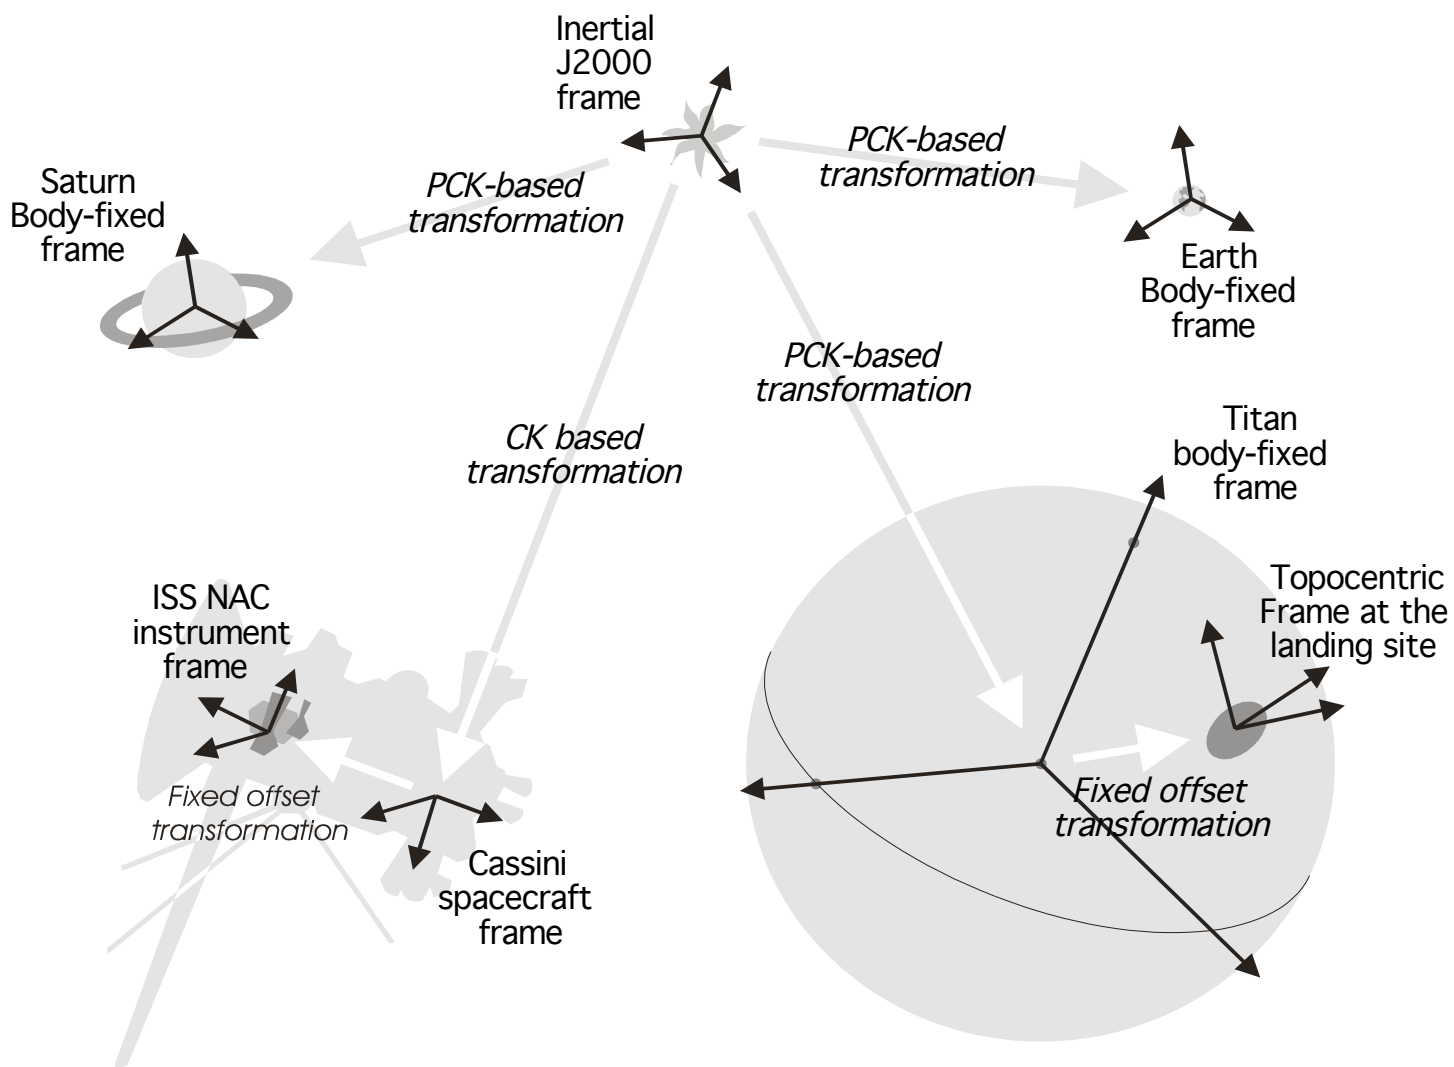 Inertial
J2000
frame
PCK-based
transformation
PCK-based
transformation
Saturn
Body-fixed
frame
Earth
Body-fixed
frame
PCK-based
transformation
CK based
transformation
Titan
body-fixed
frame
ISS NAC
instrument
frame
Topocentric
Frame at the
landing site
Fixed offset
transformation
Fixed offset
transformation
Cassini
spacecraft
frame